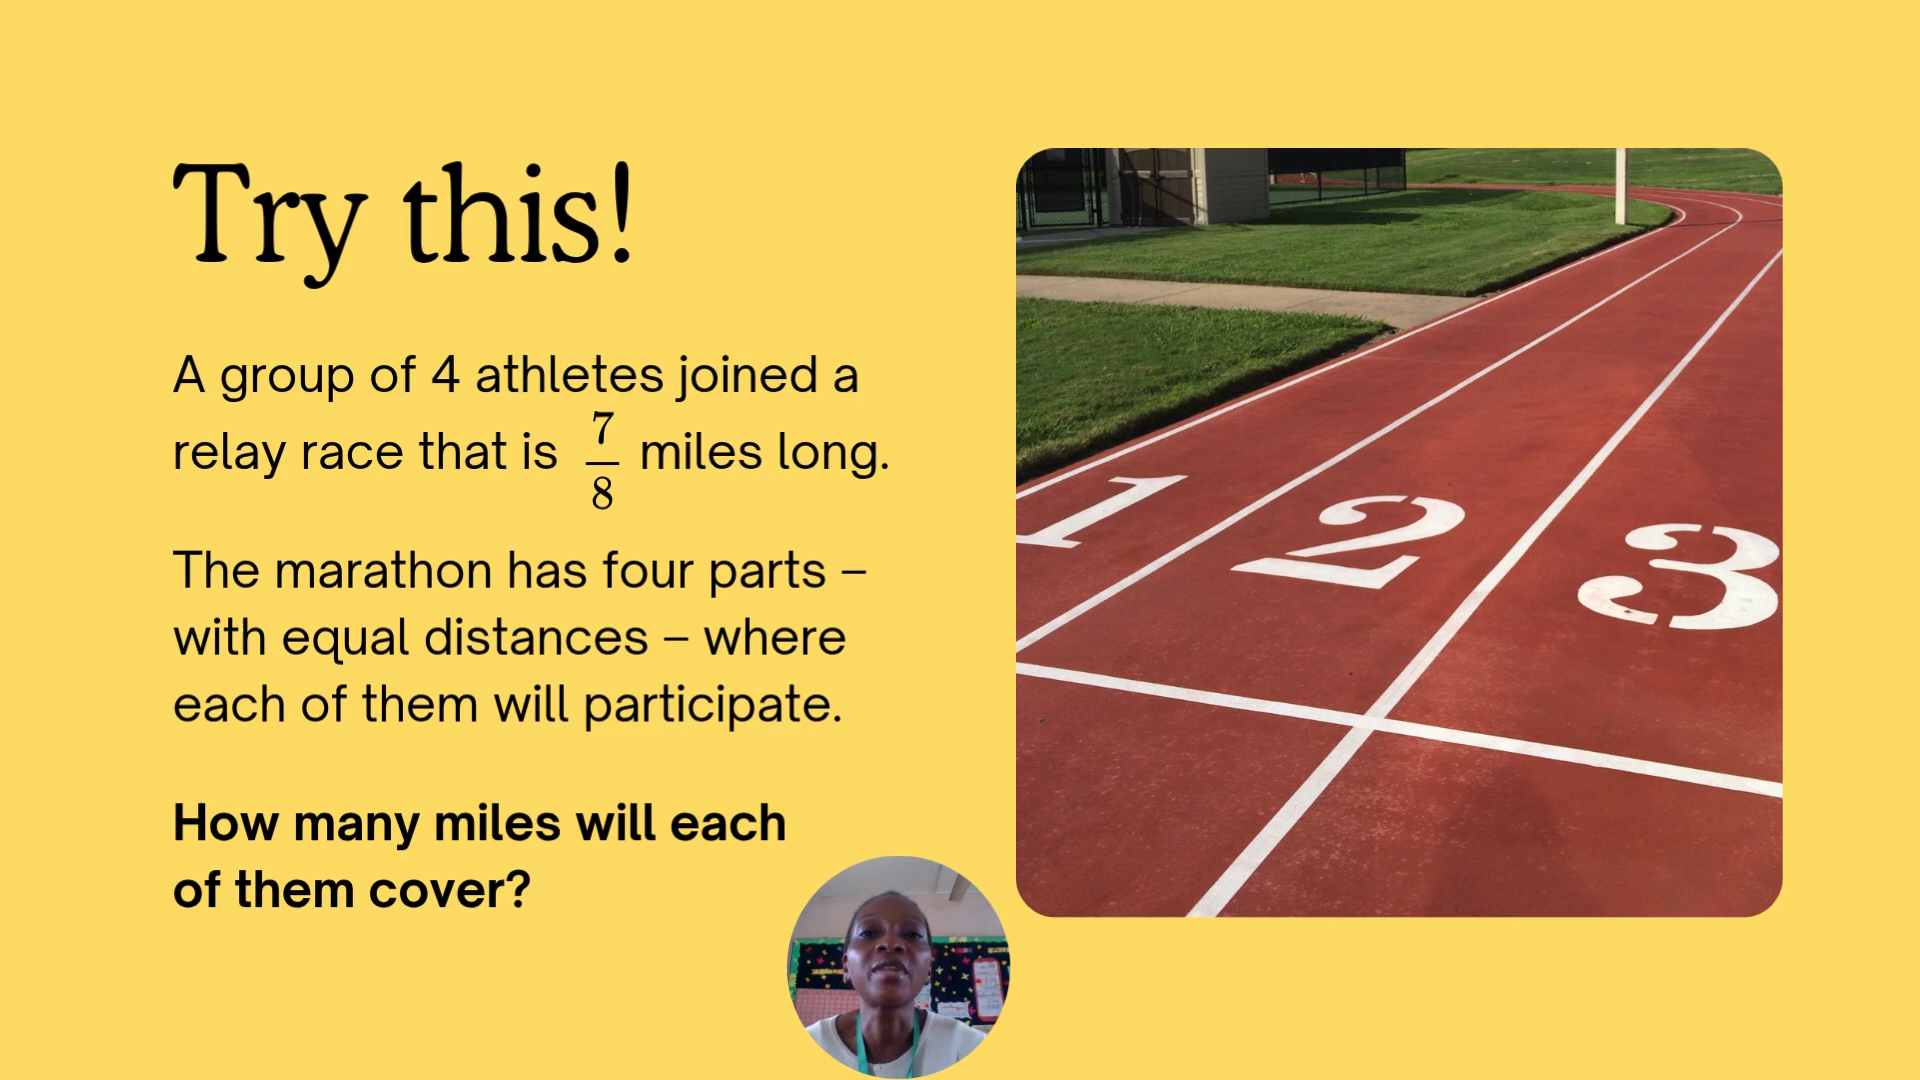 Try this!
A group of 4 athletes joined a
relay race that is 7/8 miles long.
The marathon has four parts –
with equal distances – where
each of them will participate.
How many miles will each
of them cover?
1 2 3